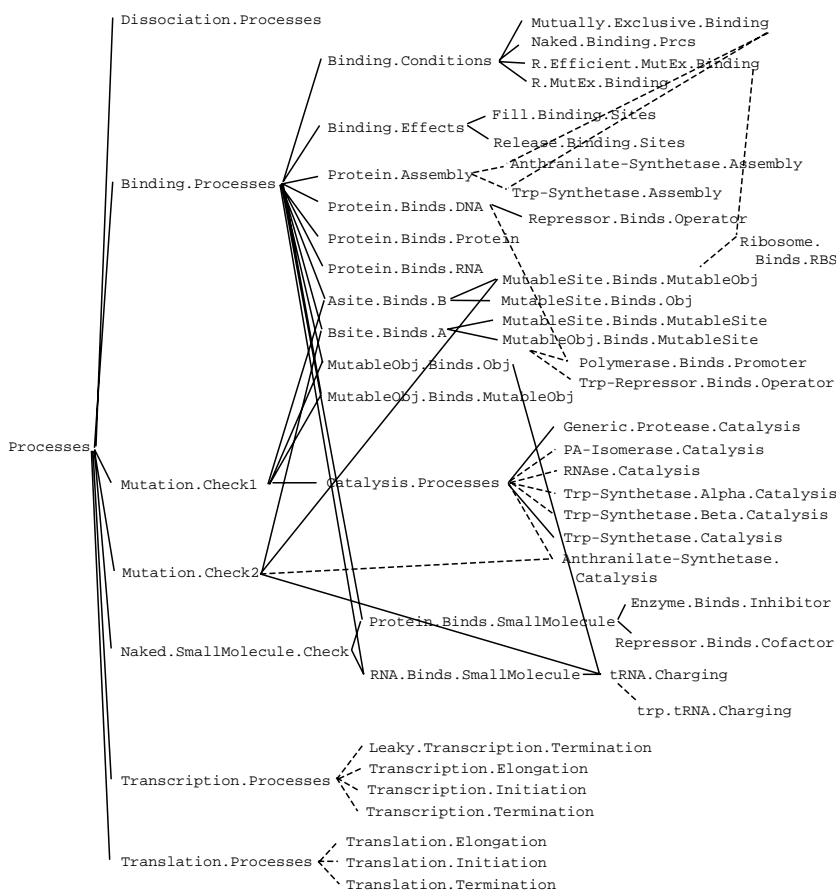 Dissociation.Processes
Mutually.Exclusive.Binding
Naked.Binding.Prcs
Binding.Conditions
R.Efficient.MutEx.Binding
R.MutEx.Binding
Fill.Binding.Sites
Binding.Effects
Release.Binding.Sites
Anthranilate-Synthetase.Assembly
Protein.Assembly
Binding.Processes
Trp-Synthetase.Assembly
Protein.Binds.DNA
Repressor.Binds.Operator
Protein.Binds.Protein
Ribosome.
Binds.RBS
Protein.Binds.RNA
MutableSite.Binds.MutableObj
Asite.Binds.B
MutableSite.Binds.Obj
MutableSite.Binds.MutableSite
Bsite.Binds.A
MutableObj.Binds.MutableSite
MutableObj.Binds.Obj
Polymerase.Binds.Promoter
Trp-Repressor.Binds.Operator
MutableObj.Binds.MutableObj
Generic.Protease.Catalysis
Processes
PA-Isomerase.Catalysis
RNAse.Catalysis
Mutation.Check1
Catalysis.Processes
Trp-Synthetase.Alpha.Catalysis
Trp-Synthetase.Beta.Catalysis
Trp-Synthetase.Catalysis
Anthranilate-Synthetase.
Catalysis
Mutation.Check2
Enzyme.Binds.Inhibitor
Protein.Binds.SmallMolecule
Repressor.Binds.Cofactor
Naked.SmallMolecule.Check
RNA.Binds.SmallMolecule
tRNA.Charging
trp.tRNA.Charging
Leaky.Transcription.Termination
Transcription.Elongation
Transcription.Processes
Transcription.Initiation
Transcription.Termination
Translation.Elongation
Translation.Processes
Translation.Initiation
Translation.Termination